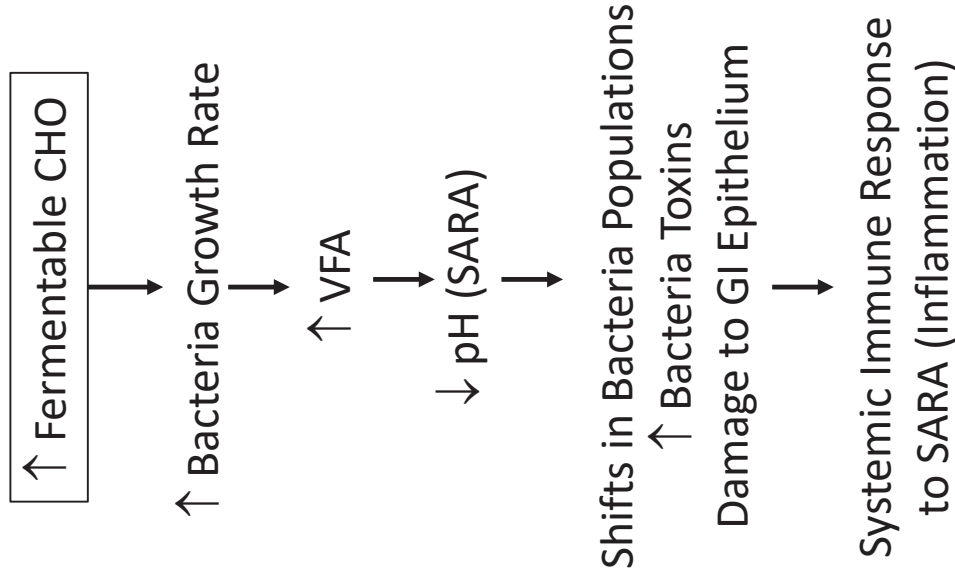 ↑ Fermentable CHO
↑ Bacteria Growth Rate
↑ VFA
↓ pH (SARA)
Shifts in Bacteria Populations
↑ Bacteria Toxins
Damage to GI Epithelium
Systemic Immune Response
to SARA (Inflammation)